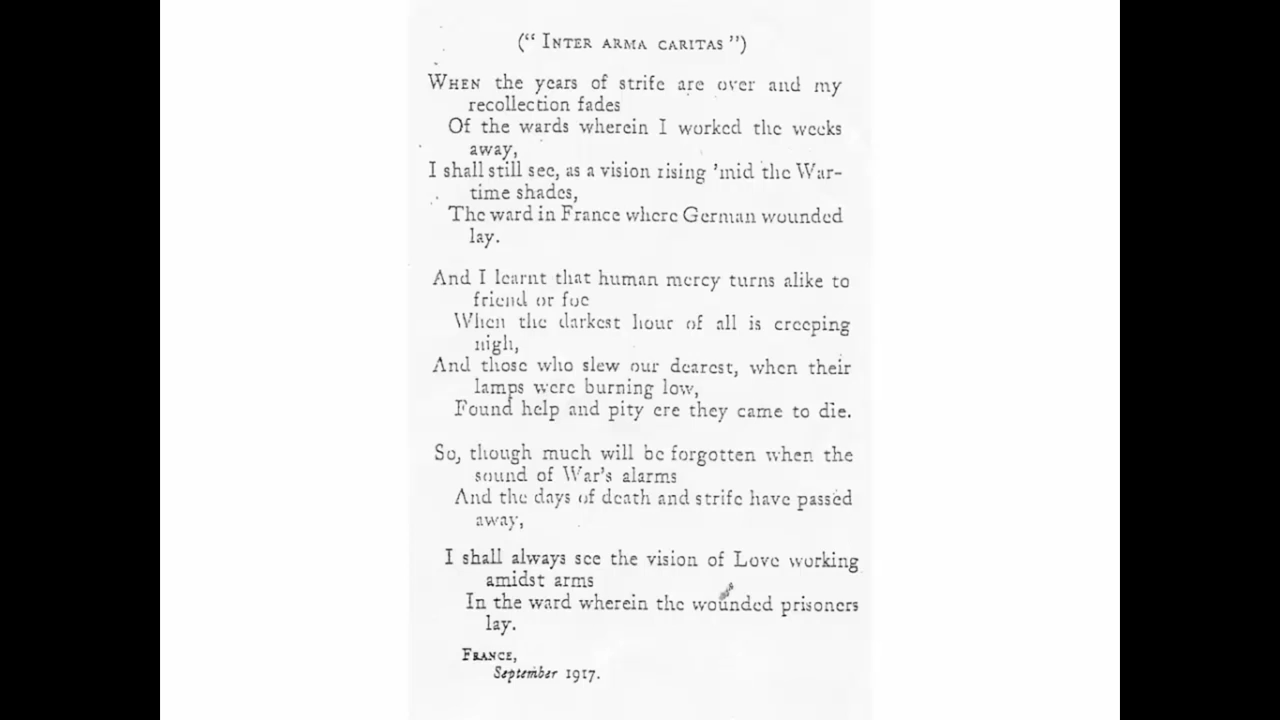 (“ INTER ARMA CARITAS ”)
WHEN the years of strife are over and my
recollection fades
Of the wards wherein I worked the weeks
away,
I shall still see, as a vision rising ’mid the War-
time shades,
The ward in France where German wounded
lay.
And I learnt that human mercy turns alike to
friend or foe
When the darkest hour of all is creeping
nigh,
And those who slew our dearest, when their
lamps were burning low,
Found help and pity ere they came to die.
So, though much will be forgotten when the
sound of War’s alarms
And the days of death and strife have passed
away,
I shall always see the vision of Love working
amidst arms
In the ward wherein the wounded prisoners
lay.
FRANCE,
September 1917.